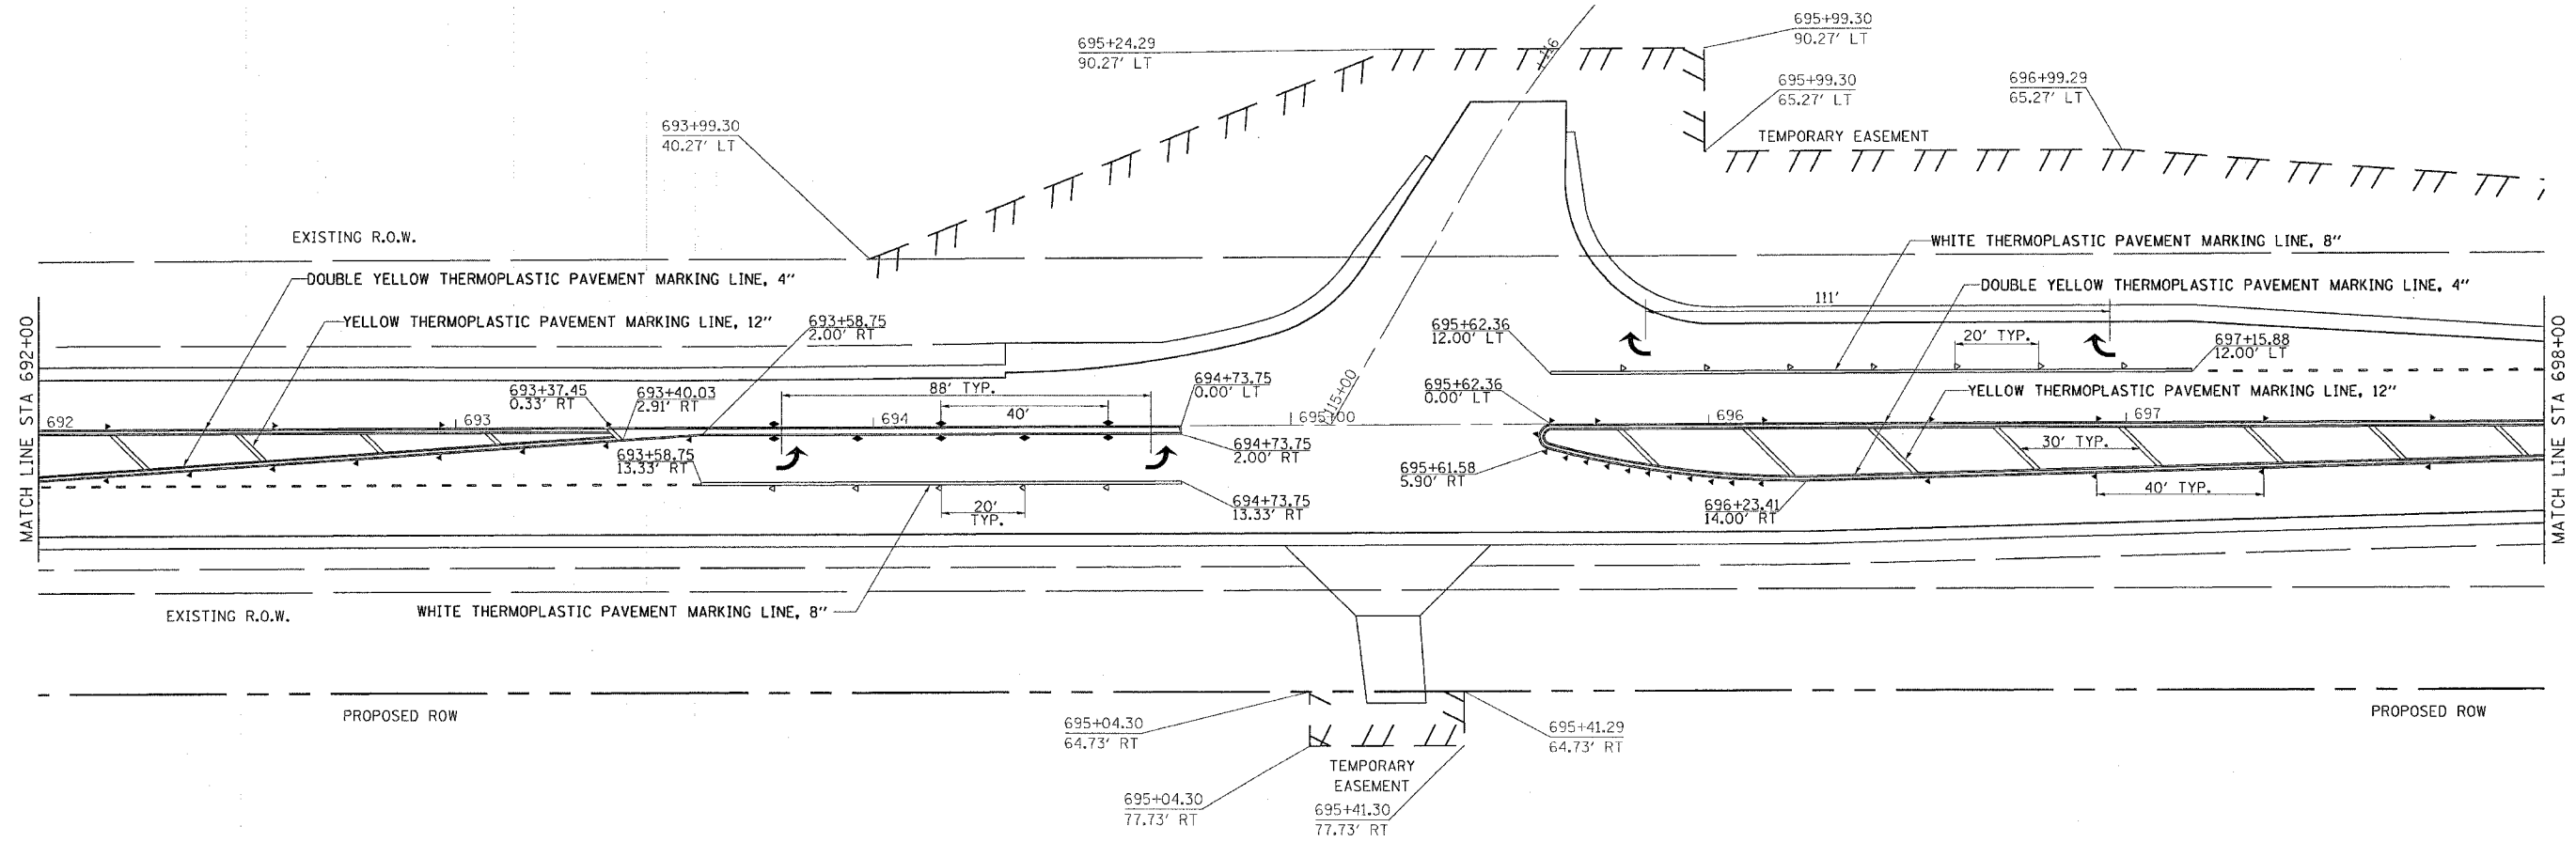 695+99.30
90.27' LT
695+24.29
90.27' LT
116
695+99.30
65.27' LT
696+99.29
65.27' LT
693+99.30
40.27' LT
TEMPORARY EASEMENT
EXISTING R.O.W.
WHITE THERMOPLASTIC PAVEMENT MARKING LINE, 8"
DOUBLE YELLOW THERMOPLASTIC PAVEMENT MARKING LINE, 4"
DOUBLE YELLOW THERMOPLASTIC PAVEMENT MARKING LINE, 4"
111'
YELLOW THERMOPLASTIC PAVEMENT MARKING LINE, 12"
693+58.75
2.00' RT
695+62.36
12.00' LT
20' TYP.
697+15.88
12.00' LT
MATCH LINE STA 692+00
MATCH LINE STA 698+00
693+37.45
0.33' RT
693+40.03
2.91' RT
88' TYP.
694+73.75
0.00' LT
115+00
695+62.36
0.00' LT
YELLOW THERMOPLASTIC PAVEMENT MARKING LINE, 12"
40'
692
693
694
695+00
696
697
693+58.75
13.33' RT
694+73.75
2.00' RT
30' TYP.
695+61.58
5.90' RT
694+73.75
13.33' RT
20'
TYP.
696+23.41
14.00' RT
40' TYP.
EXISTING R.O.W.
WHITE THERMOPLASTIC PAVEMENT MARKING LINE, 8"
PROPOSED ROW
PROPOSED ROW
695+04.30
64.73' RT
695+41.29
64.73' RT
TEMPORARY
EASEMENT
695+04.30
77.73' RT
695+41.30
77.73' RT